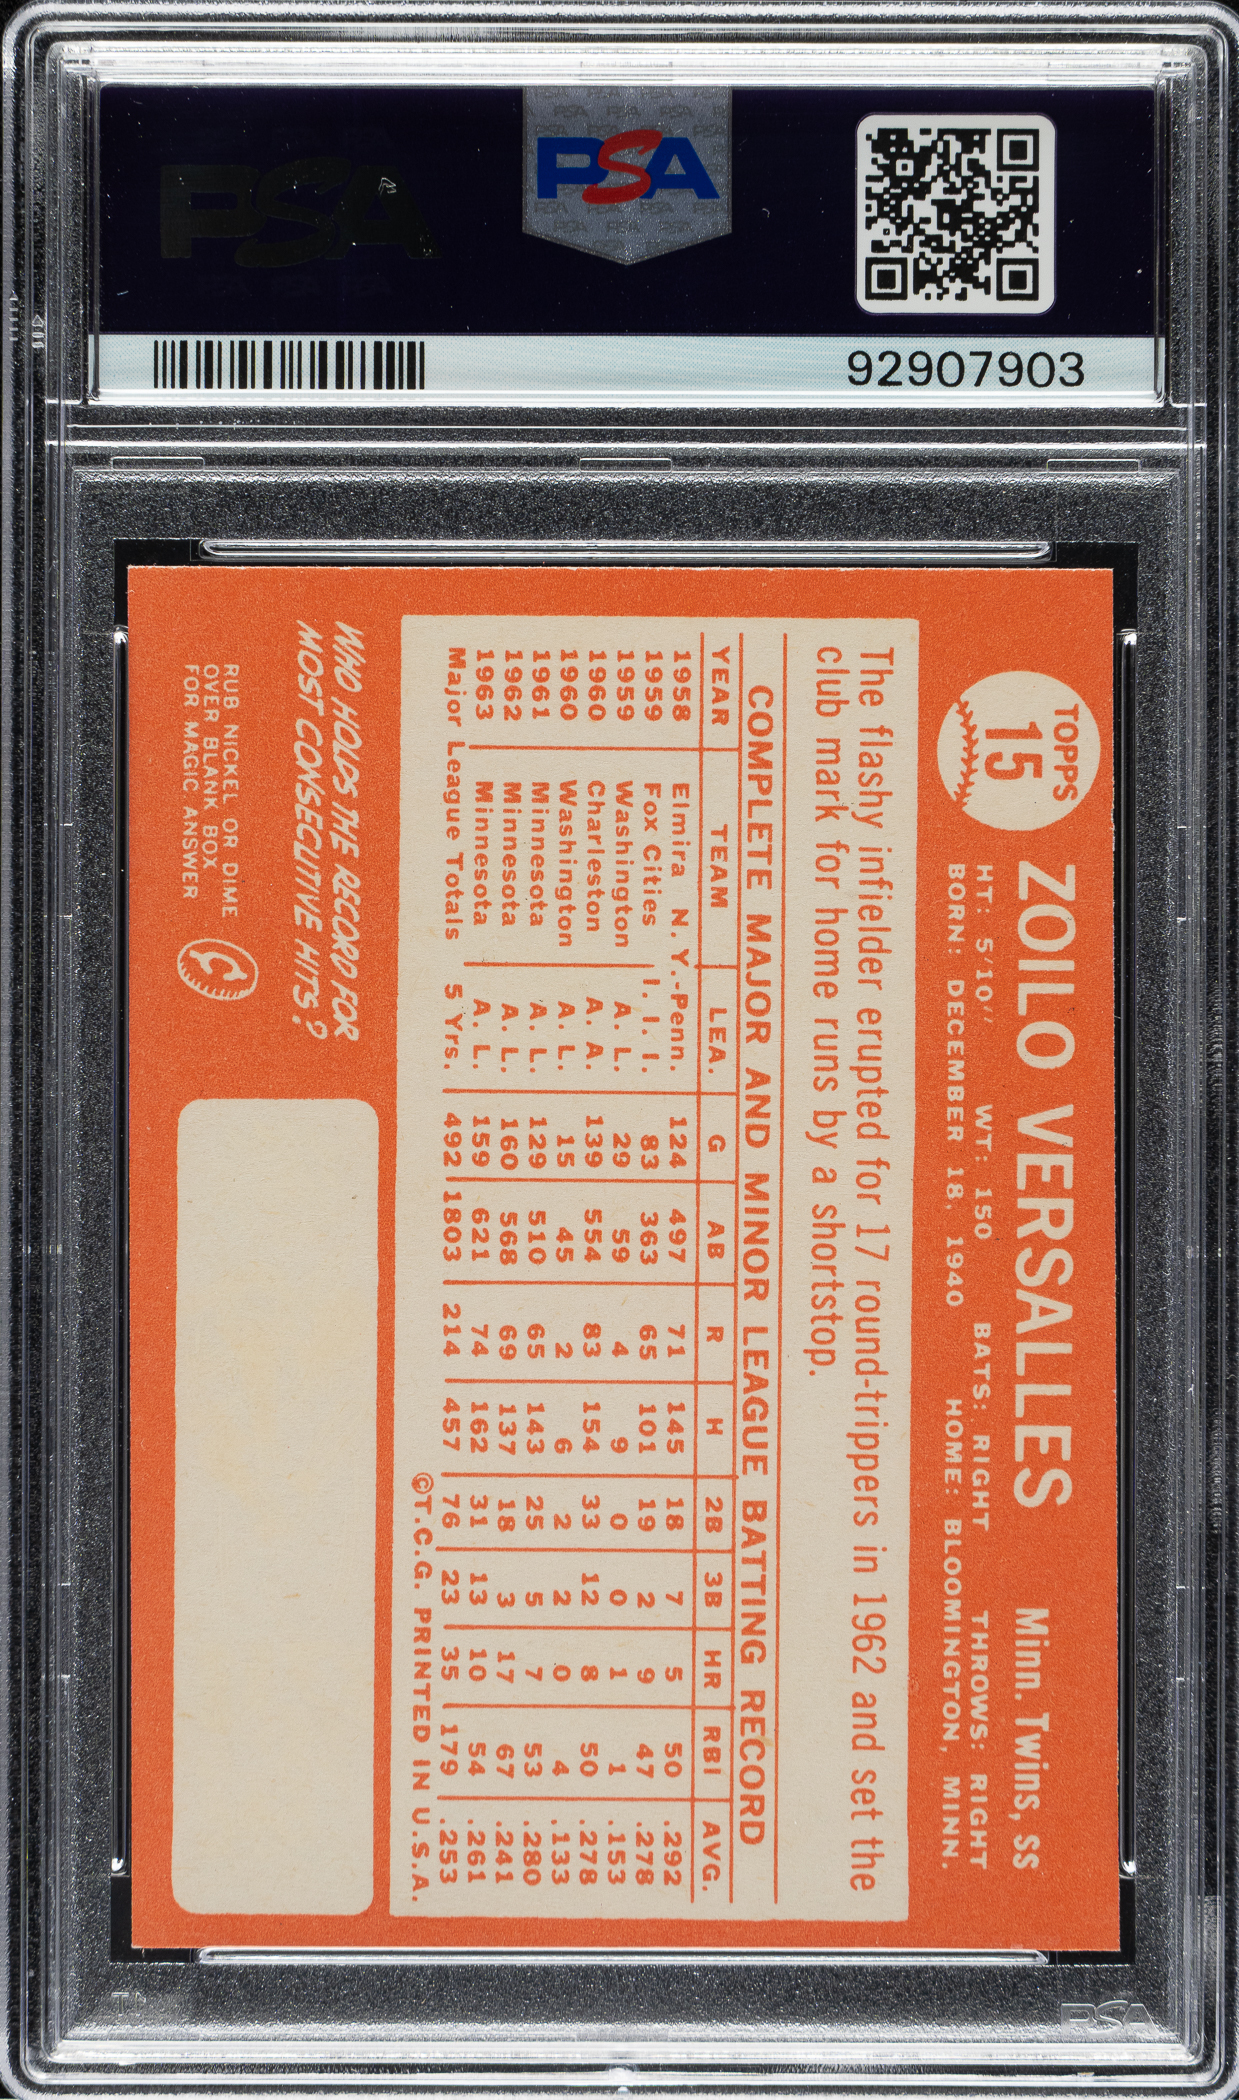 PSA
PSA
92907903
TOPPS
15
ZOILO VERSALLES Minn. Twins, SS
HT: 5'10" WT: 150 BATS: RIGHT THROWS: RIGHT
BORN: DECEMBER 18, 1940 HOME: BLOOMINGTON, MINN.
The flashy infielder erupted for 17 round-trippers in 1962 and set the
club mark for home runs by a shortstop.
COMPLETE MAJOR AND MINOR LEAGUE BATTING RECORD
YEAR TEAM LEA. G AB R H 2B 3B HR RBI AVG.
1958 Elmira N.Y.-Penn. 124 497 71 145 18 7 5 50 .292
1959 Fox Cities I. I. I. 83 363 65 101 19 2 9 47 .278
1959 Washington A. L. 29 59 4 9 0 0 1 1 .153
1960 Charleston A. A. 139 554 83 154 33 12 8 50 .278
1960 Washington A. L. 15 45 2 6 2 2 0 4 .133
1961 Minnesota A. L. 129 510 65 143 25 5 7 53 .280
1962 Minnesota A. L. 160 568 69 137 18 3 17 67 .241
1963 Minnesota A. L. 159 621 74 162 31 13 10 54 .261
Major League Totals 5 Yrs. 492 1803 214 457 76 23 35 179 .253
©T.C.G. PRINTED IN U.S.A.
WHO HOLDS THE RECORD FOR
MOST CONSECUTIVE HITS?
RUB NICKEL OR DIME
OVER BLANK BOX
FOR MAGIC ANSWER
PSA